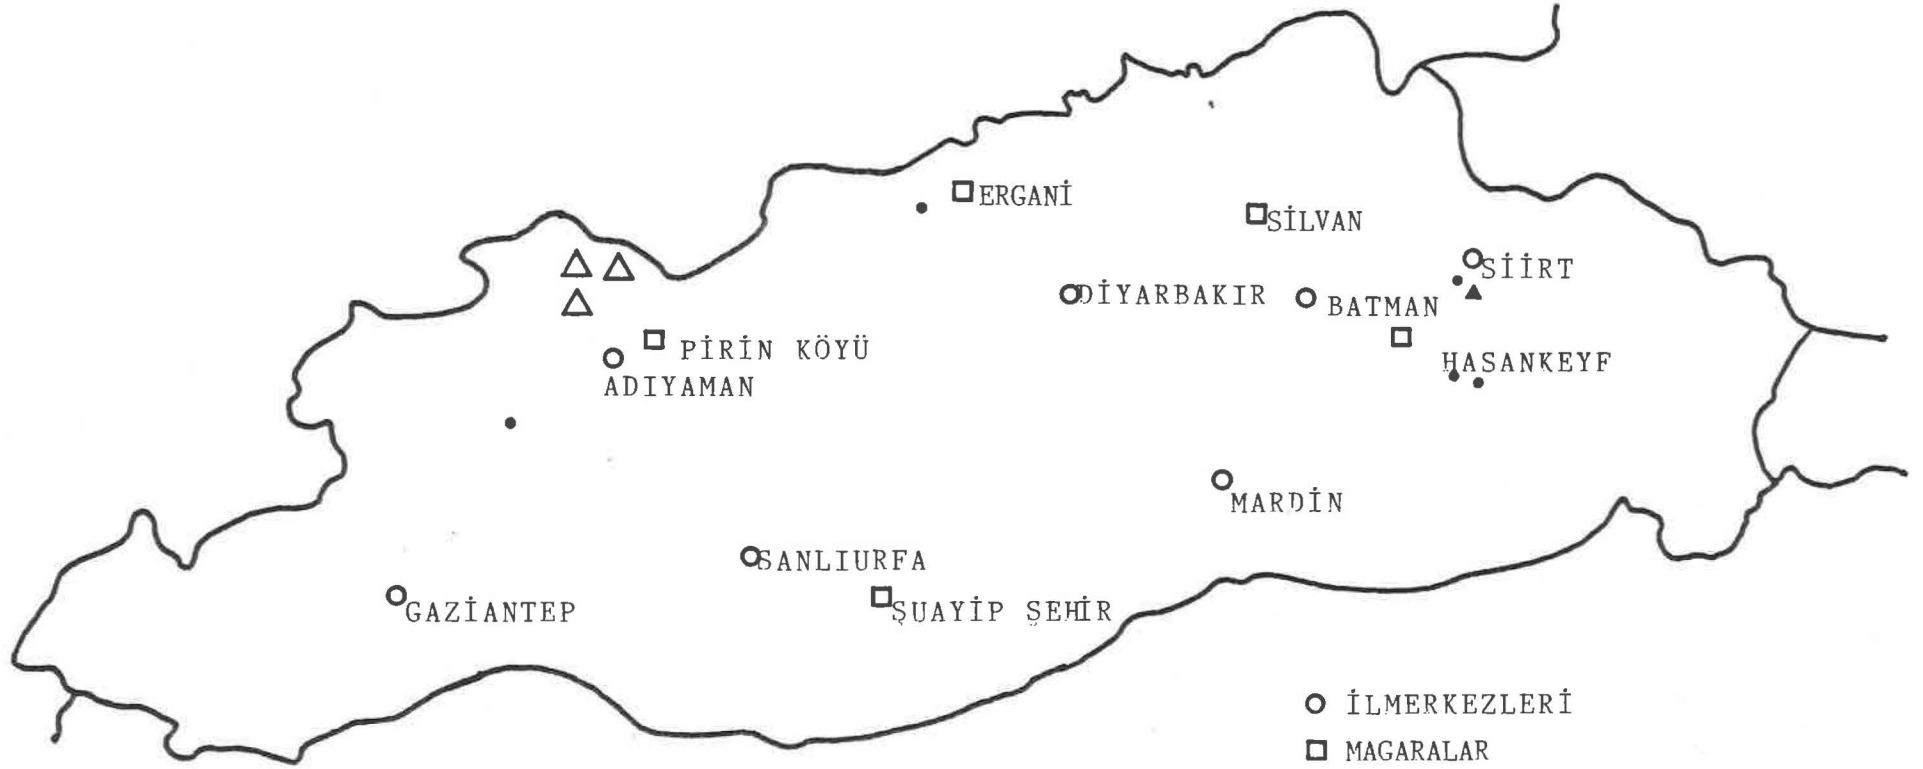 ERGANİ
SİLVAN
SİİRT
DİYARBAKIR
BATMAN
PİRİN KÖYÜ
HASANKEYF
ADIYAMAN
MARDİN
SANLIURFA
GAZİANTEP
ŞUAYİP ŞEHİR
İLMERKEZLERİ
MAGARALAR